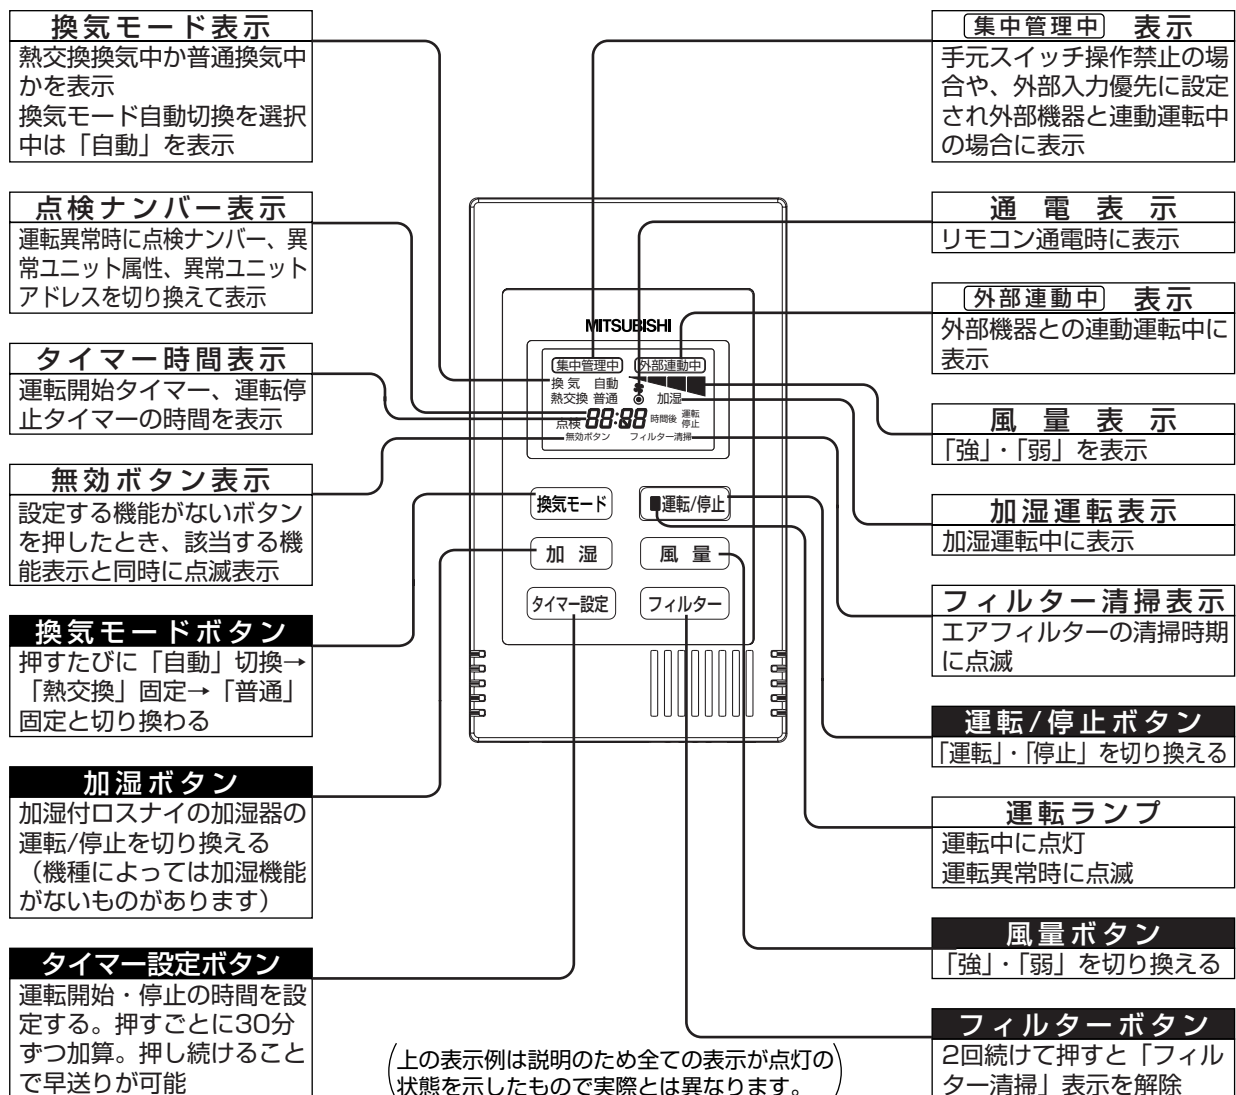 換気モード表示
熱交換換気中か普通換気中
かを表示
換気モード自動切換を選択
中は「自動」を表示
点検ナンバー表示
運転異常時に点検ナンバー、異
常ユニット属性、異常ユニット
アドレスを切り換えて表示
タイマー時間表示
運転開始タイマー、運転停
止タイマーの時間を表示
無効ボタン表示
設定する機能がないボタン
を押したとき、該当する機
能表示と同時に点滅表示
換気モードボタン
押すたびに「自動」切換→
「熱交換」固定→「普通」
固定と切り換わる
加湿ボタン
加湿付ロスナイの加湿器の
運転/停止を切り換える
（機種によっては加湿機能
がないものがあります）
タイマー設定ボタン
運転開始・停止の時間を設
定する。押すごとに30分
ずつ加算。押し続けること
で早送りが可能
MITSUBISHI
集中管理中 外部連動中
換気 自動
熱交換 普通 加湿
点検 88:88 時間後 運転
停止
無効ボタン フィルター清掃
換気モード 運転/停止
加湿 風量
タイマー設定 フィルター
(上の表示例は説明のため全ての表示が点灯の
状態を示したもので実際とは異なります。)
集中管理中 表示
手元スイッチ操作禁止の場
合や、外部入力優先に設定
され外部機器と連動運転中
の場合に表示
通電表示
リモコン通電時に表示
外部連動中 表示
外部機器との連動運転中に
表示
風量表示
「強」・「弱」を表示
加湿運転表示
加湿運転中に表示
フィルター清掃表示
エアフィルターの清掃時期
に点滅
運転/停止ボタン
「運転」・「停止」を切り換える
運転ランプ
運転中に点灯
運転異常時に点滅
風量ボタン
「強」・「弱」を切り換える
フィルターボタン
2回続けて押すと「フィル
ター清掃」表示を解除